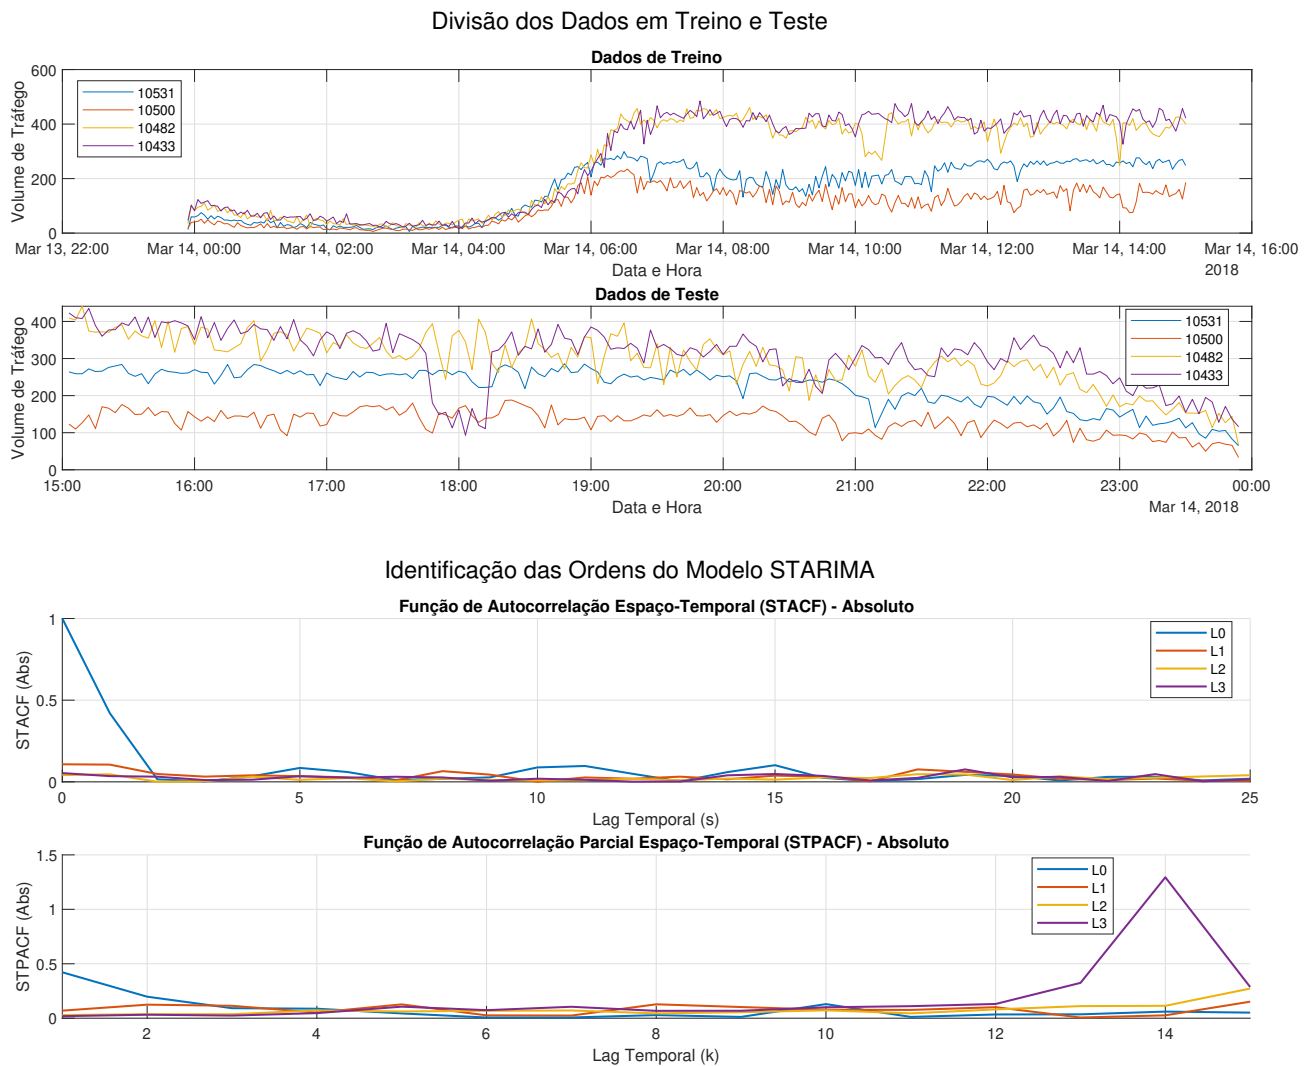 Divisão dos Dados em Treino e Teste
Dados de Treino
Volume de Tráfego
600
400
200
0
10531
10500
10482
10433
Mar 13, 22:00 Mar 14, 00:00 Mar 14, 02:00 Mar 14, 04:00 Mar 14, 06:00 Mar 14, 08:00 Mar 14, 10:00 Mar 14, 12:00 Mar 14, 14:00 Mar 14, 16:00
Data e Hora
2018
Dados de Teste
Volume de Tráfego
400
300
200
100
0
10531
10500
10482
10433
15:00 16:00 17:00 18:00 19:00 20:00 21:00 22:00 23:00 00:00
Data e Hora
Mar 14, 2018
Identificação das Ordens do Modelo STARIMA
Função de Autocorrelação Espaço-Temporal (STACF) - Absoluto
STACF (Abs)
1
0.5
0
L0
L1
L2
L3
0 5 10 15 20 25
Lag Temporal (s)
Função de Autocorrelação Parcial Espaço-Temporal (STPACF) - Absoluto
STPACF (Abs)
1.5
1
0.5
0
L0
L1
L2
L3
2 4 6 8 10 12 14
Lag Temporal (k)